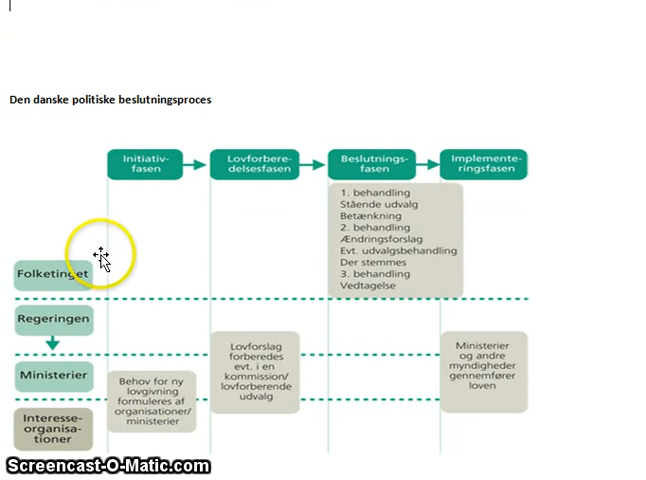 Den danske politiske beslutningsproces
Initiativ-
fasen
Lovforbere-
delsesfasen
Beslutnings-
fasen
Implemente-
ringsfasen
1. behandling
Stående udvalg
Betænkning
2. behandling
Ændringsforslag
Evt. udvalgsbehandling
Der stemmes
3. behandling
Vedtagelse
Folketinget
Regeringen
Ministerier
Interesse-
organisa-
tioner
Behov for ny
lovgivning
formuleres af
organisationer/
ministerier
Lovforslag
forberedes
evt. i en
kommission/
lovforberende
udvalg
Ministerier
og andre
myndigheder
gennemfører
loven
Screencast-O-Matic.com